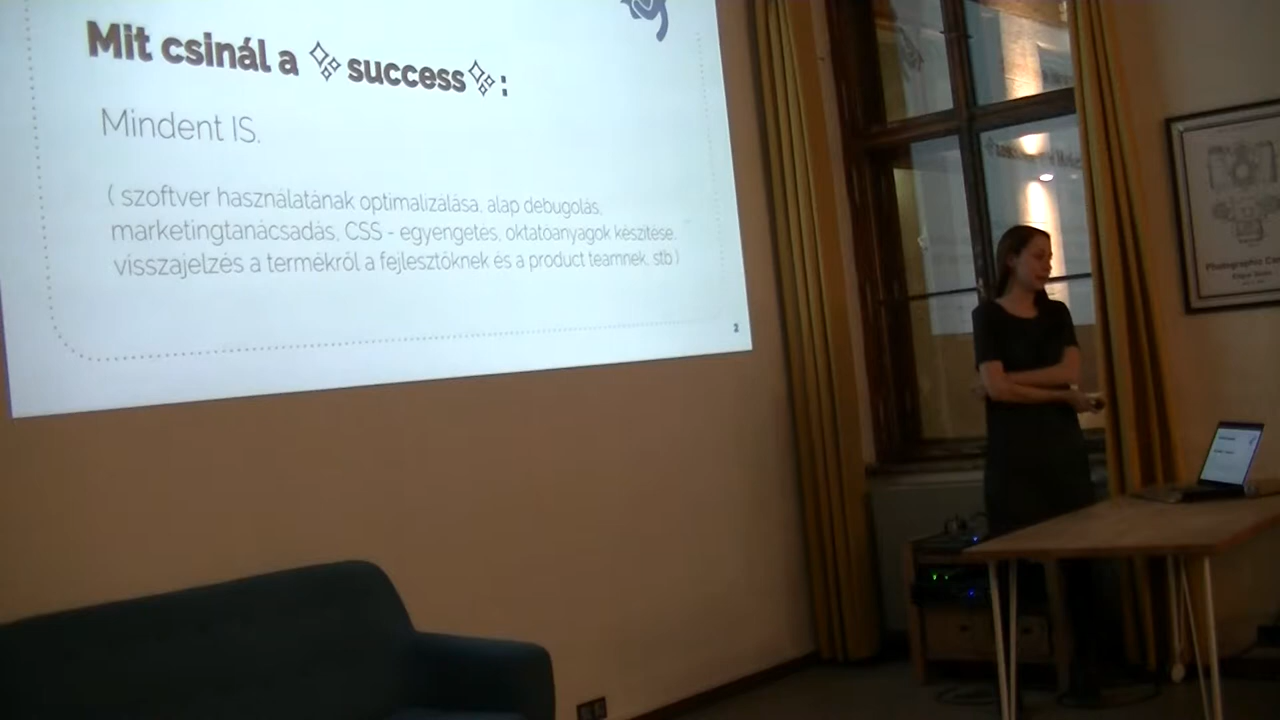 Mit csinál a success :
Mindent IS.
( szoftver használatának optimalizálása, alap debugolás,
marketingtanácsadás, CSS - egyengetés, oktatóanyagok készítése,
visszajelzés a termékről a fejlesztőknek és a product teamnek, stb )
Photographic